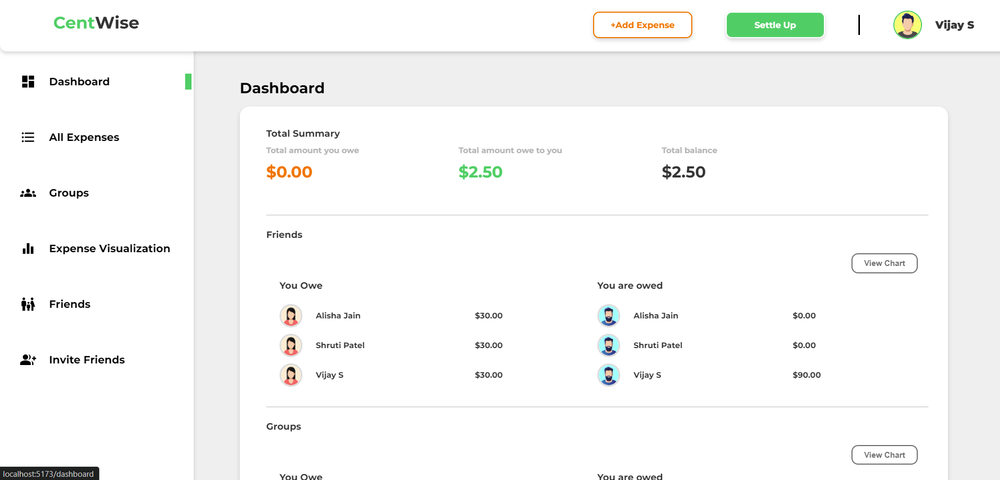 CentWise
+Add Expense
Settle Up
Vijay S
Dashboard
All Expenses
Groups
Expense Visualization
Friends
Invite Friends
Dashboard
Total Summary
Total amount you owe
$0.00
Total amount owe to you
$2.50
Total balance
$2.50
Friends
View Chart
You Owe
Alisha Jain $30.00
Shruti Patel $30.00
Vijay S $30.00
You are owed
Alisha Jain $0.00
Shruti Patel $0.00
Vijay S $90.00
Groups
View Chart
You Owe
You are owed
localhost:5173/dashboard